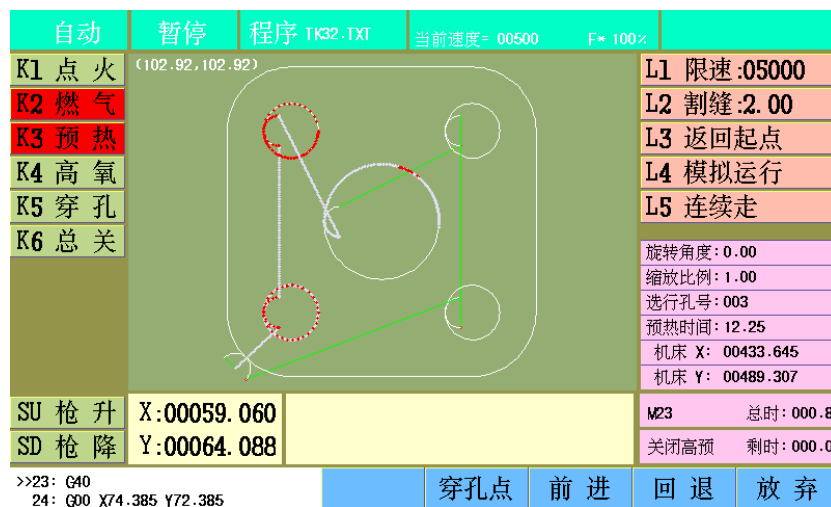 自动 暂停 程序 TK32.TXT 当前速度= 00500 F* 100%
K1 点火 (102.92,102.92) L1 限速:05000
K2 燃气 L2 割缝:2.00
K3 预热 L3 返回起点
K4 高氧 L4 模拟运行
K5 穿孔 L5 连续走
K6 总关
旋转角度:0.00
缩放比例:1.00
选行孔号:003
预热时间:12.25
机床 X: 00433.645
机床 Y: 00489.307
SU 枪升 X:00059.060 M23 总时:000.8
SD 枪降 Y:00064.088 关闭高预 剩时:000.0
>>23: G40 穿孔点 前进 回退 放弃
24: G00 X74.385 Y72.385